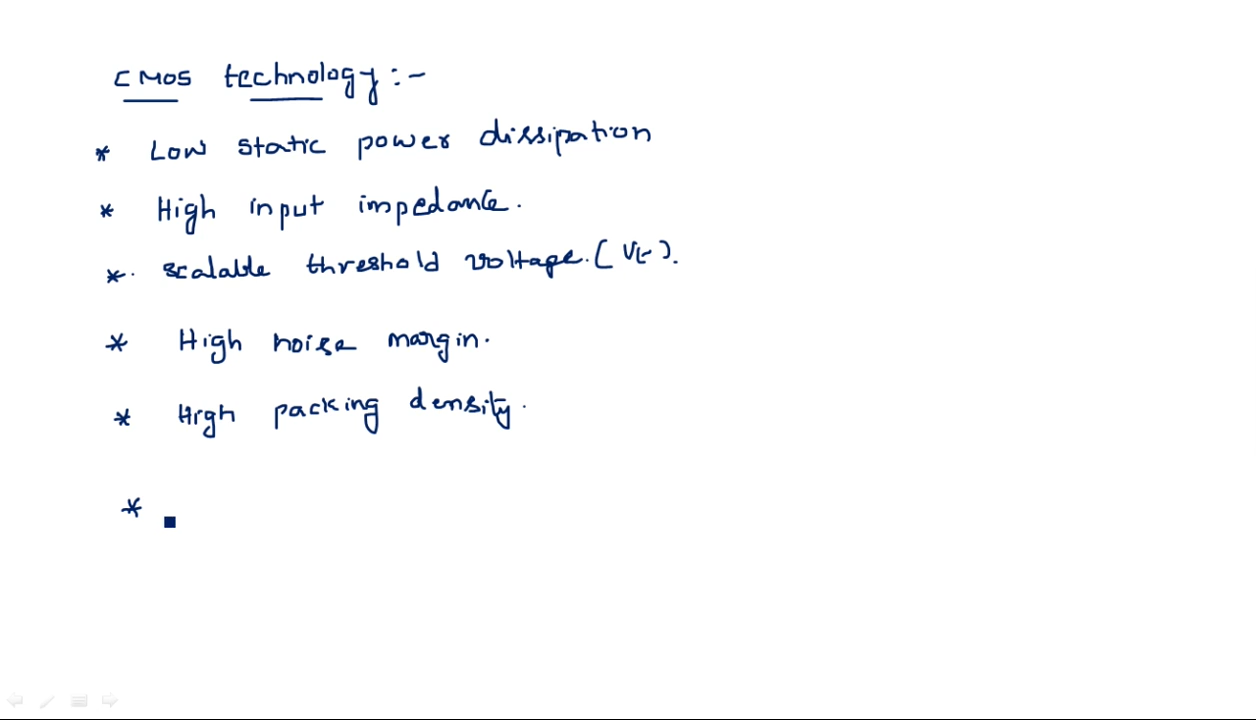 CMOS technology :-
* Low static power dissipation
* High input impedance.
* scalable threshold voltage. (Vt).
* High noise margin.
* High packing density.
*